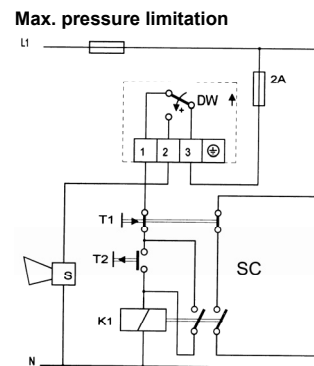 Max. pressure limitation
L1
2A
DW
+
1 2 3
T1
S
T2
SC
K1
N